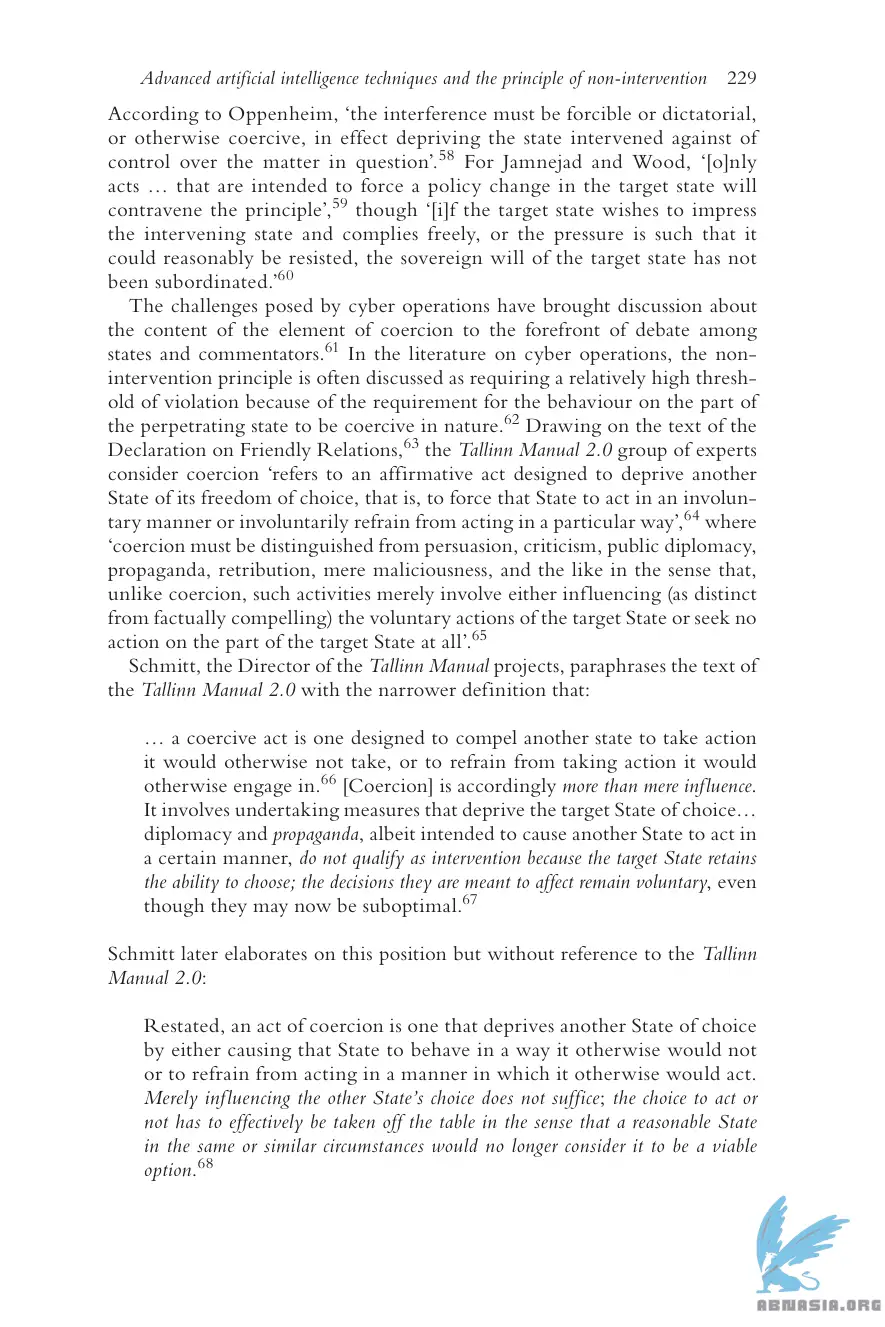 Advanced artificial intelligence techniques and the principle of non-intervention 229
According to Oppenheim, ‘the interference must be forcible or dictatorial,
or otherwise coercive, in effect depriving the state intervened against of
control over the matter in question’.58 For Jamnejad and Wood, ‘[o]nly
acts … that are intended to force a policy change in the target state will
contravene the principle’,59 though ‘[i]f the target state wishes to impress
the intervening state and complies freely, or the pressure is such that it
could reasonably be resisted, the sovereign will of the target state has not
been subordinated.’60
The challenges posed by cyber operations have brought discussion about
the content of the element of coercion to the forefront of debate among
states and commentators.61 In the literature on cyber operations, the non-
intervention principle is often discussed as requiring a relatively high thresh-
old of violation because of the requirement for the behaviour on the part of
the perpetrating state to be coercive in nature.62 Drawing on the text of the
Declaration on Friendly Relations,63 the Tallinn Manual 2.0 group of experts
consider coercion ‘refers to an affirmative act designed to deprive another
State of its freedom of choice, that is, to force that State to act in an involun-
tary manner or involuntarily refrain from acting in a particular way’,64 where
‘coercion must be distinguished from persuasion, criticism, public diplomacy,
propaganda, retribution, mere maliciousness, and the like in the sense that,
unlike coercion, such activities merely involve either influencing (as distinct
from factually compelling) the voluntary actions of the target State or seek no
action on the part of the target State at all’.65
Schmitt, the Director of the Tallinn Manual projects, paraphrases the text of
the Tallinn Manual 2.0 with the narrower definition that:
… a coercive act is one designed to compel another state to take action
it would otherwise not take, or to refrain from taking action it would
otherwise engage in.66 [Coercion] is accordingly more than mere influence.
It involves undertaking measures that deprive the target State of choice…
diplomacy and propaganda, albeit intended to cause another State to act in
a certain manner, do not qualify as intervention because the target State retains
the ability to choose; the decisions they are meant to affect remain voluntary, even
though they may now be suboptimal.67
Schmitt later elaborates on this position but without reference to the Tallinn
Manual 2.0:
Restated, an act of coercion is one that deprives another State of choice
by either causing that State to behave in a way it otherwise would not
or to refrain from acting in a manner in which it otherwise would act.
Merely influencing the other State’s choice does not suffice; the choice to act or
not has to effectively be taken off the table in the sense that a reasonable State
in the same or similar circumstances would no longer consider it to be a viable
option.68
ABNASIA.ORG